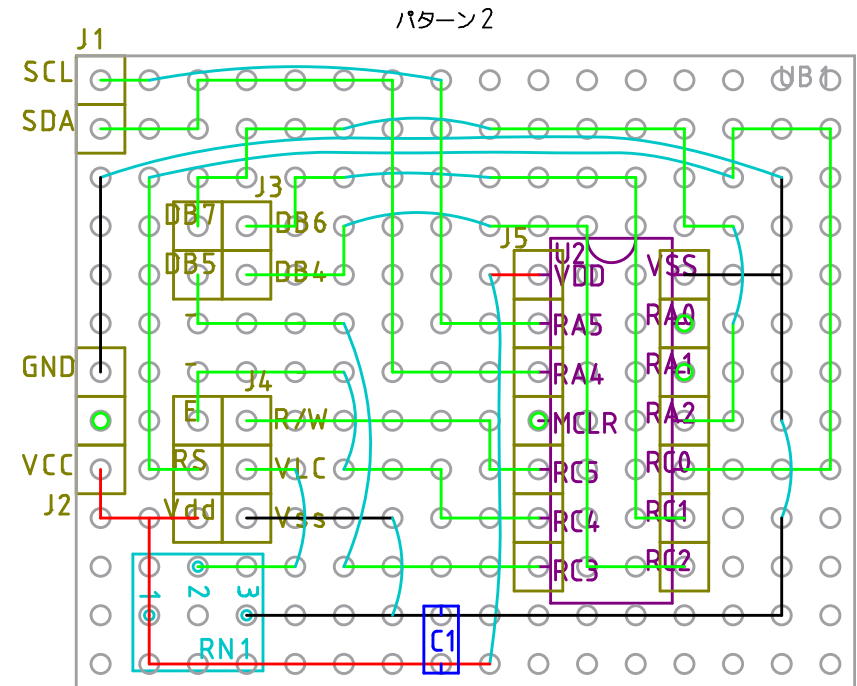 パターン2
J1
SCL
UB1
SDA
J3
DB7 DB6
J5
DB5 DB4
U2
VDD VSS
RA5 RA0
GND
RA4 RA1
J4
E R/W
MCLR RA2
VCC
RS VLC
RC5 RC0
J2
Vdd Vss
RC4 RC1
RC3 RC2
1 2 3
RN1
C1